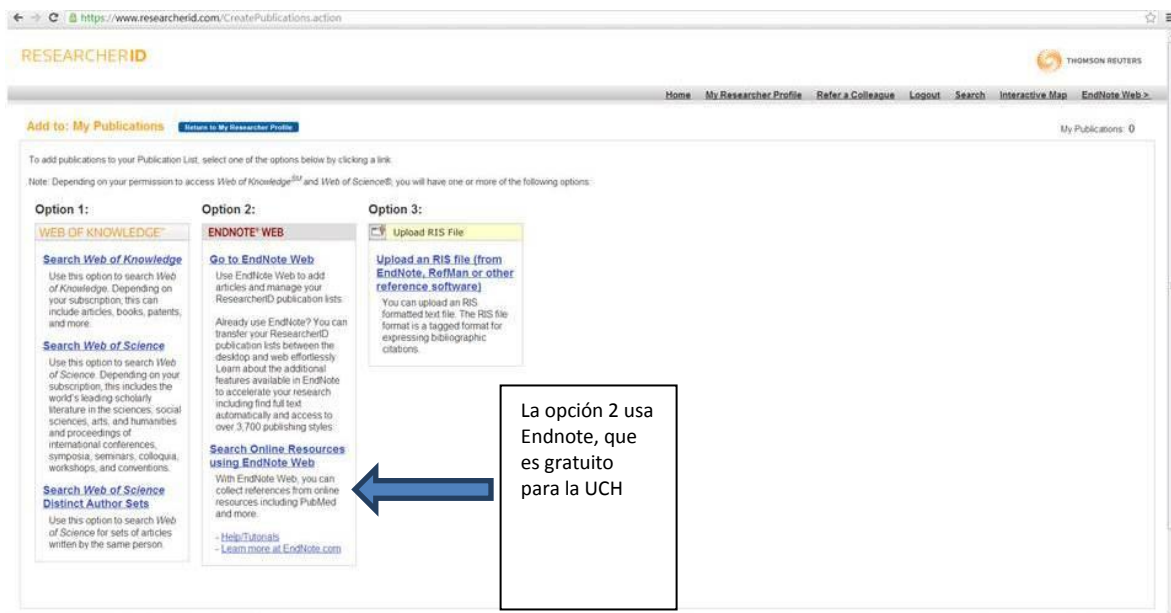 https://www.researcherid.com/CreatePublications.action
RESEARCHERID
THOMSON REUTERS
Home My Researcher Profile Refer a Colleague Logout Search Interactive Map EndNote Web >
Add to: My Publications Return to My Researcher Profile My Publications: 0
To add publications to your Publication List, select one of the options below by clicking a link.
Note: Depending on your permission to access Web of Knowledge℠ and Web of Science®, you will have one or more of the following options:
Option 1:
WEB OF KNOWLEDGE℠
Search Web of Knowledge
Use this option to search Web
of Knowledge. Depending on
your subscription, this can
include articles, books, patents,
and more.
Search Web of Science
Use this option to search Web
of Science. Depending on your
subscription, this includes the
world's leading scholarly
literature in the sciences, social
sciences, arts, and humanities
and proceedings of
international conferences,
symposia, seminars, colloquia,
workshops, and conventions.
Search Web of Science
Distinct Author Sets
Use this option to search Web
of Science for sets of articles
written by the same person.
Option 2:
ENDNOTE® WEB
Go to EndNote Web
Use EndNote Web to add
articles and manage your
ResearcherID publication lists
Already use EndNote? You can
transfer your ResearcherID
publication lists between the
desktop and web effortlessly
Learn about the additional
features available in EndNote
to accelerate your research
including find full text
automatically and access to
over 3,700 publishing styles
Search Online Resources
using EndNote Web
With EndNote Web, you can
collect references from online
resources including PubMed
and more.
- Help/Tutorials
- Learn more at EndNote.com
Option 3:
Upload RIS File
Upload an RIS file (from
EndNote, RefMan or other
reference software)
You can upload an RIS
formatted text file. The RIS file
format is a tagged format for
expressing bibliographic
citations.
La opción 2 usa
Endnote, que
es gratuito
para la UCH